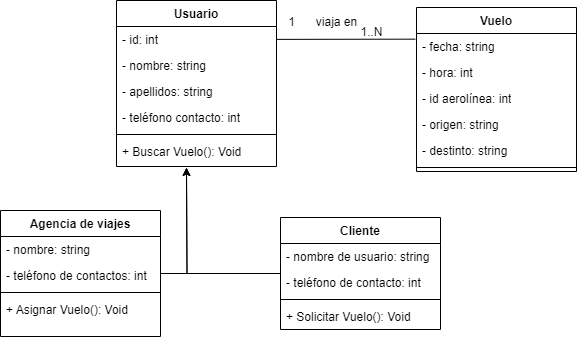 Usuario
- id: int
- nombre: string
- apellidos: string
- teléfono contacto: int
+ Buscar Vuelo(): Void
1 viaja en
1..N
Vuelo
- fecha: string
- hora: int
- id aerolínea: int
- origen: string
- destinto: string
Agencia de viajes
- nombre: string
- teléfono de contactos: int
+ Asignar Vuelo(): Void
Cliente
- nombre de usuario: string
- teléfono de contacto: int
+ Solicitar Vuelo(): Void